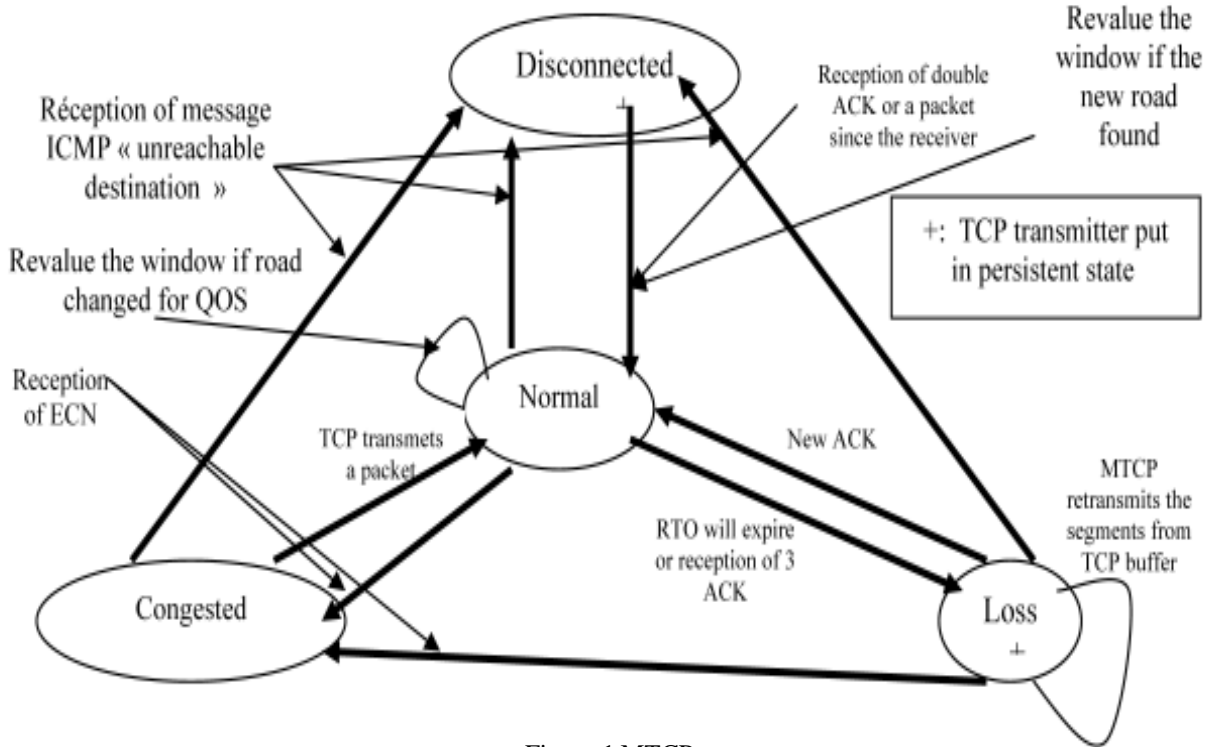 Disconnected
+
Réception of message
ICMP « unreachable
destination »
Reception of double
ACK or a packet
since the receiver
Revalue the
window if the
new road
found
+: TCP transmitter put
in persistent state
Revalue the window if road
changed for QOS
Reception
of ECN
Normal
TCP transmets
a packet
New ACK
RTO will expire
or reception of 3
ACK
MTCP
retransmits the
segments from
TCP buffer
Congested
Loss
+